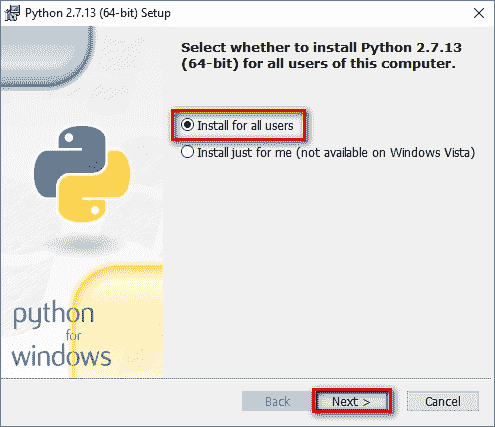 Python 2.7.13 (64-bit) Setup
Select whether to install Python 2.7.13
(64-bit) for all users of this computer.
Install for all users
Install just for me (not available on Windows Vista)
python
for
windows
Back
Next >
Cancel